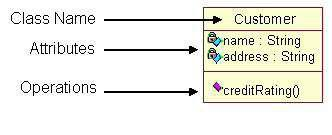 Class Name
Customer
Attributes
name : String
address : String
Operations
creditRating()